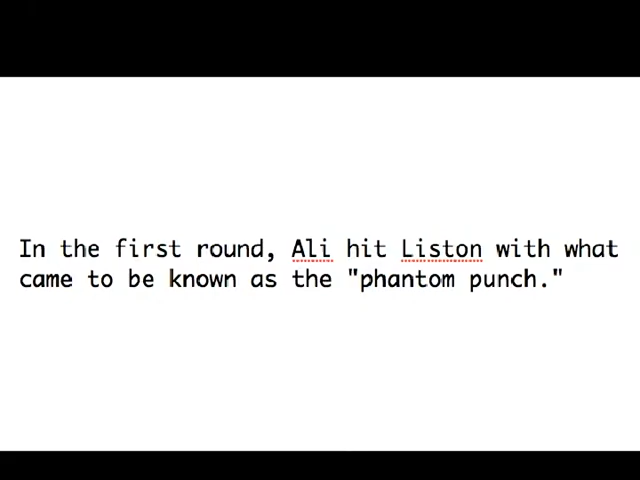 In the first round, Ali hit Liston with what
came to be known as the "phantom punch."